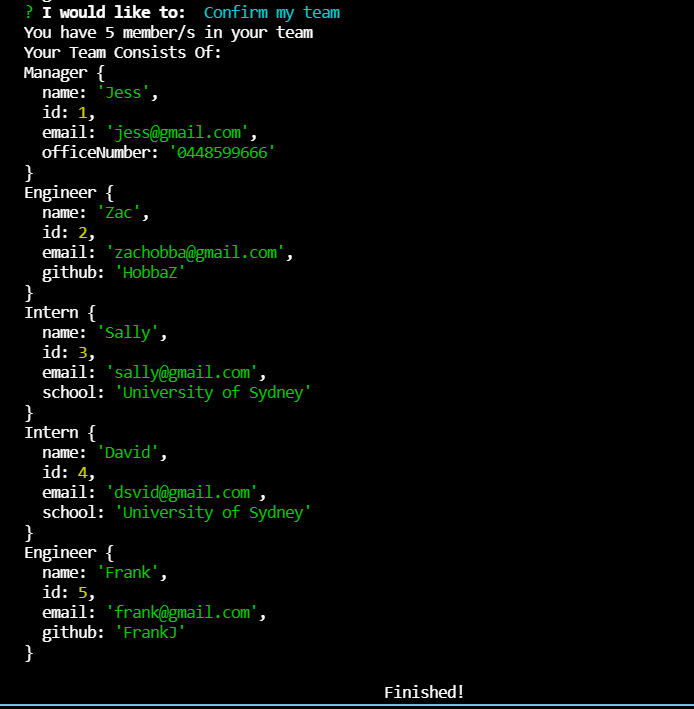 ? I would like to:  Confirm my team
You have 5 member/s in your team
Your Team Consists Of:
Manager {
  name: 'Jess',
  id: 1,
  email: 'jess@gmail.com',
  officeNumber: '0448599666'
}
Engineer {
  name: 'Zac',
  id: 2,
  email: 'zachobba@gmail.com',
  github: 'HobbaZ'
}
Intern {
  name: 'Sally',
  id: 3,
  email: 'sally@gmail.com',
  school: 'University of Sydney'
}
Intern {
  name: 'David',
  id: 4,
  email: 'dsvid@gmail.com',
  school: 'University of Sydney'
}
Engineer {
  name: 'Frank',
  id: 5,
  email: 'frank@gmail.com',
  github: 'FrankJ'
}
Finished!